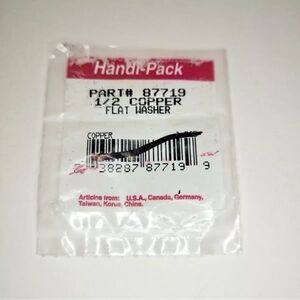 Handi-Pack
PART# 87719
1/2 COPPER
FLAT WASHER
COPPER
38287 87719 9
Articles from: U.S.A., Canada, Germany,
Taiwan, Korea, China.